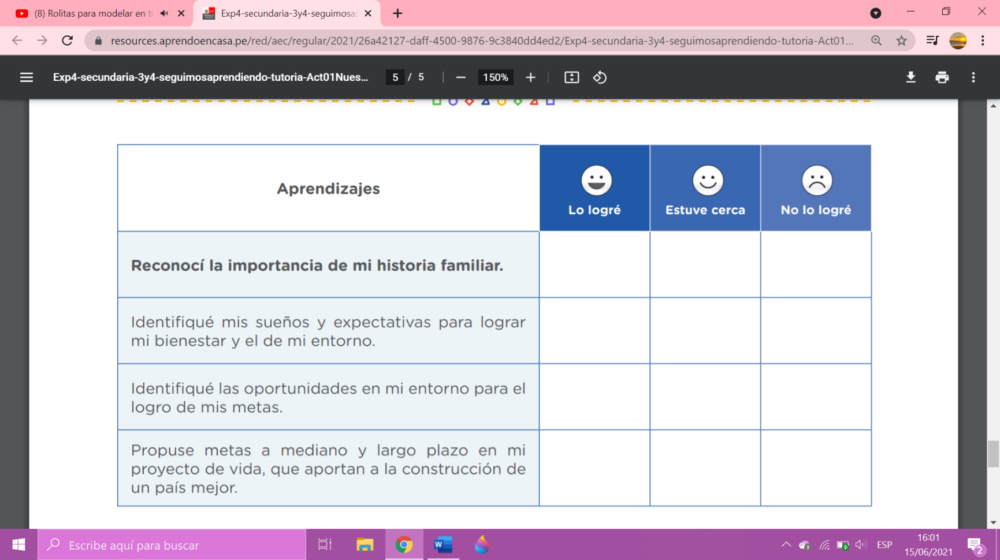 (8) Rolitas para modelar en tu
Exp4-secundaria-3y4-seguimosap
resources.aprendoencasa.pe/red/aec/regular/2021/26a42127-daff-4500-9876-9c3840dd4ed2/Exp4-secundaria-3y4-seguimosaprendiendo-tutoria-Act01...
Exp4-secundaria-3y4-seguimosaprendiendo-tutoria-Act01Nues...
5 / 5
150%
Aprendizajes
Lo logré
Estuve cerca
No lo logré
Reconocí la importancia de mi historia familiar.
Identifiqué mis sueños y expectativas para lograr
mi bienestar y el de mi entorno.
Identifiqué las oportunidades en mi entorno para el
logro de mis metas.
Propuse metas a mediano y largo plazo en mi
proyecto de vida, que aportan a la construcción de
un país mejor.
Escribe aquí para buscar
W
ESP
16:01
15/06/2021
2